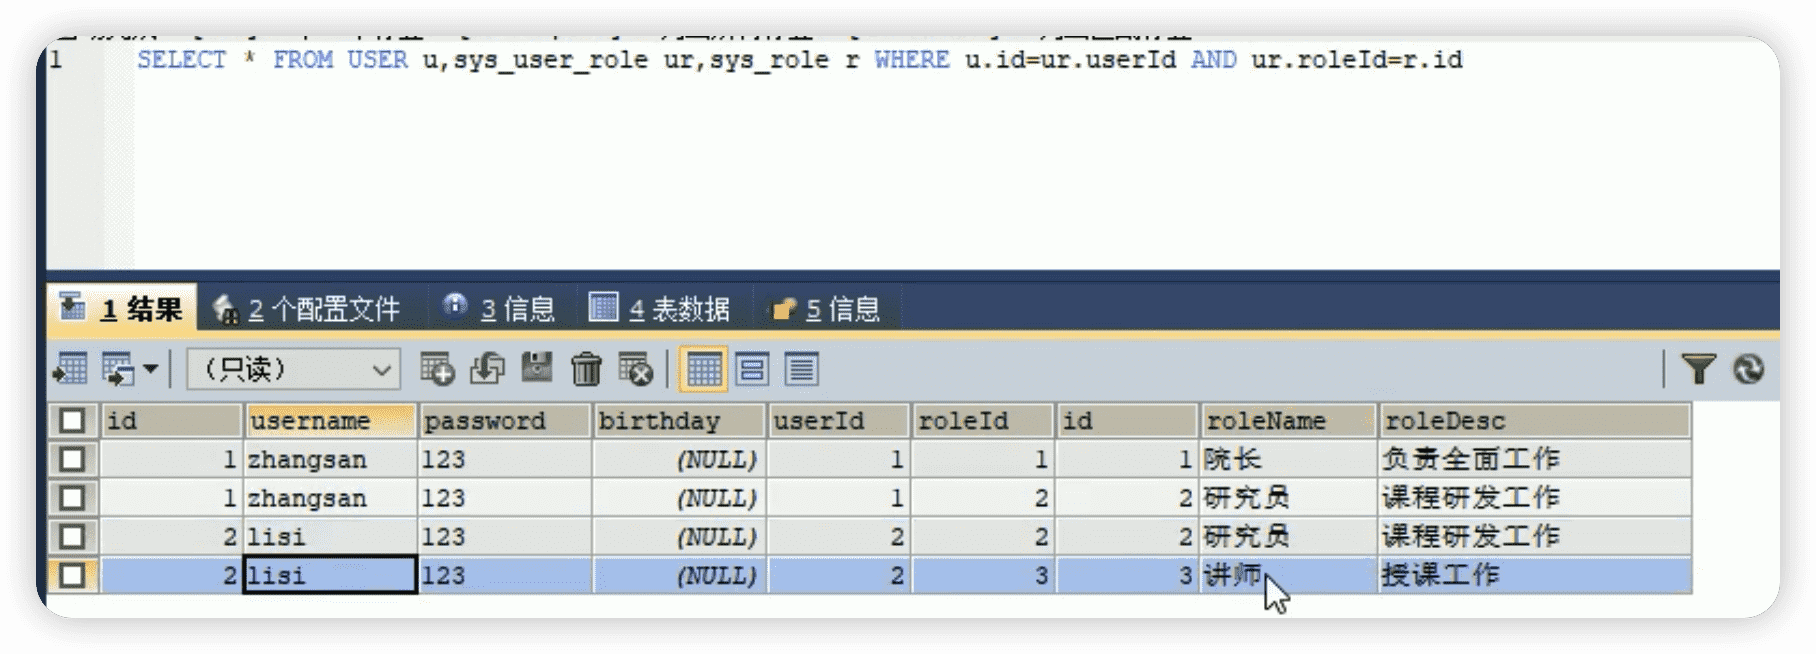 1 SELECT * FROM USER u,sys_user_role ur,sys_role r WHERE u.id=ur.userId AND ur.roleId=r.id
1 结果 2 个配置文件 3 信息 4 表数据 5 信息
（只读）
id username password birthday userId roleId id roleName roleDesc
1 zhangsan 123 (NULL) 1 1 1 院长 负责全面工作
1 zhangsan 123 (NULL) 1 2 2 研究员 课程研发工作
2 lisi 123 (NULL) 2 2 2 研究员 课程研发工作
2 lisi 123 (NULL) 2 3 3 讲师 授课工作